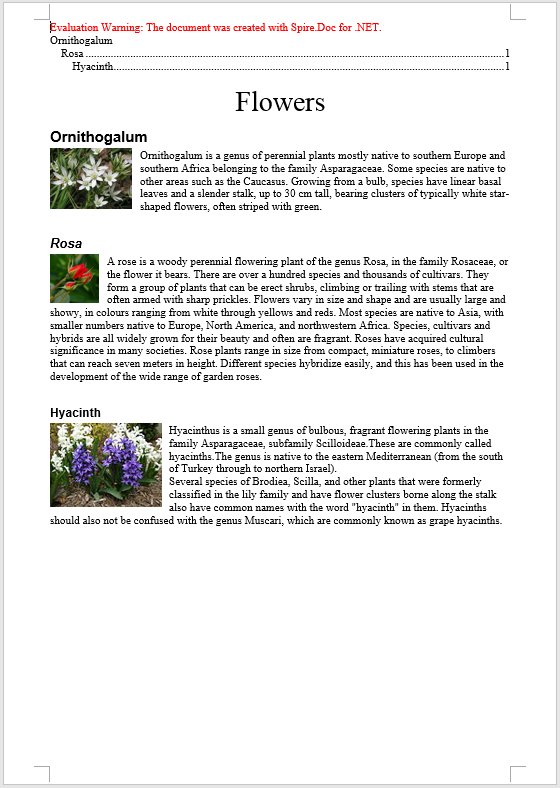 Evaluation Warning: The document was created with Spire.Doc for .NET.
Ornithogalum
Rosa ........................................................................................................................................................1
Hyacinth..............................................................................................................................................1
Flowers
Ornithogalum
Ornithogalum is a genus of perennial plants mostly native to southern Europe and
southern Africa belonging to the family Asparagaceae. Some species are native to
other areas such as the Caucasus. Growing from a bulb, species have linear basal
leaves and a slender stalk, up to 30 cm tall, bearing clusters of typically white star-
shaped flowers, often striped with green.
Rosa
A rose is a woody perennial flowering plant of the genus Rosa, in the family Rosaceae, or
the flower it bears. There are over a hundred species and thousands of cultivars. They
form a group of plants that can be erect shrubs, climbing or trailing with stems that are
often armed with sharp prickles. Flowers vary in size and shape and are usually large and
showy, in colours ranging from white through yellows and reds. Most species are native to Asia, with
smaller numbers native to Europe, North America, and northwestern Africa. Species, cultivars and
hybrids are all widely grown for their beauty and often are fragrant. Roses have acquired cultural
significance in many societies. Rose plants range in size from compact, miniature roses, to climbers
that can reach seven meters in height. Different species hybridize easily, and this has been used in the
development of the wide range of garden roses.
Hyacinth
Hyacinthus is a small genus of bulbous, fragrant flowering plants in the
family Asparagaceae, subfamily Scilloideae.These are commonly called
hyacinths.The genus is native to the eastern Mediterranean (from the south
of Turkey through to northern Israel).
Several species of Brodiea, Scilla, and other plants that were formerly
classified in the lily family and have flower clusters borne along the stalk
also have common names with the word "hyacinth" in them. Hyacinths
should also not be confused with the genus Muscari, which are commonly known as grape hyacinths.